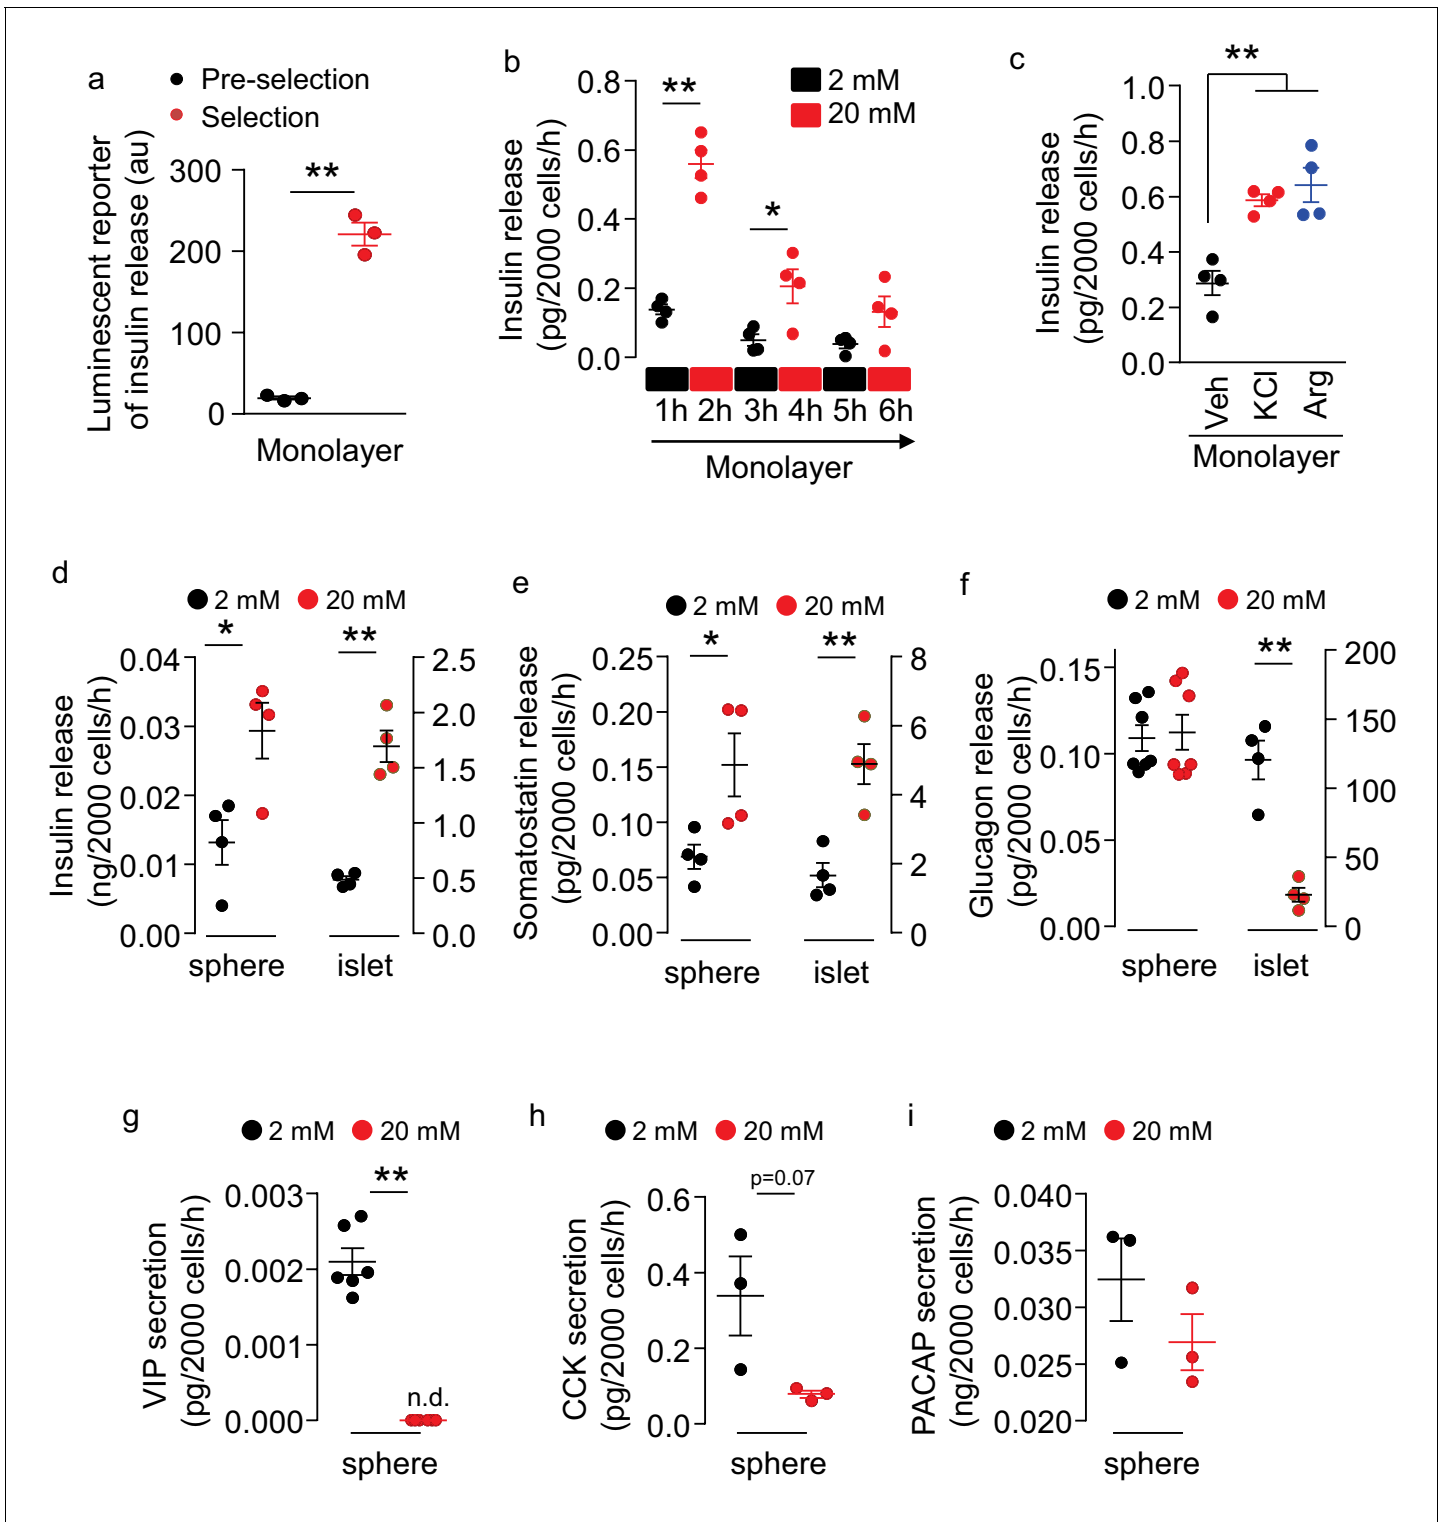 a
Pre-selection
Selection
Luminescent reporter
of insulin release (au)
300
200
100
0
**
Monolayer
b
2 mM
20 mM
Insulin release
(pg/2000 cells/h)
0.8
0.6
0.4
0.2
0.0
**
*
1h 2h 3h 4h 5h 6h
Monolayer
c
**
Insulin release
(pg/2000 cells/h)
1.0
0.8
0.6
0.4
0.2
0.0
Veh
KCl
Arg
Monolayer
d
2 mM 20 mM
Insulin release
(ng/2000 cells/h)
* **
0.04
0.03
0.02
0.01
0.00
2.5
2.0
1.5
1.0
0.5
0.0
sphere islet
e
2 mM 20 mM
Somatostatin release
(pg/2000 cells/h)
* **
0.25
0.20
0.15
0.10
0.05
0.00
8
6
4
2
0
sphere islet
f
2 mM 20 mM
Glucagon release
(pg/2000 cells/h)
**
0.15
0.10
0.050
0.00
200
150
100
50
0
sphere islet
g
2 mM 20 mM
VIP secretion
(pg/2000 cells/h)
**
0.003
0.002
0.001
0.000
n.d.
sphere
h
2 mM 20 mM
CCK secretion
(pg/2000 cells/h)
p=0.07
0.6
0.4
0.2
0.0
sphere
i
2 mM 20 mM
PACAP secretion
(ng/2000 cells/h)
0.040
0.035
0.030
0.025
0.020
sphere